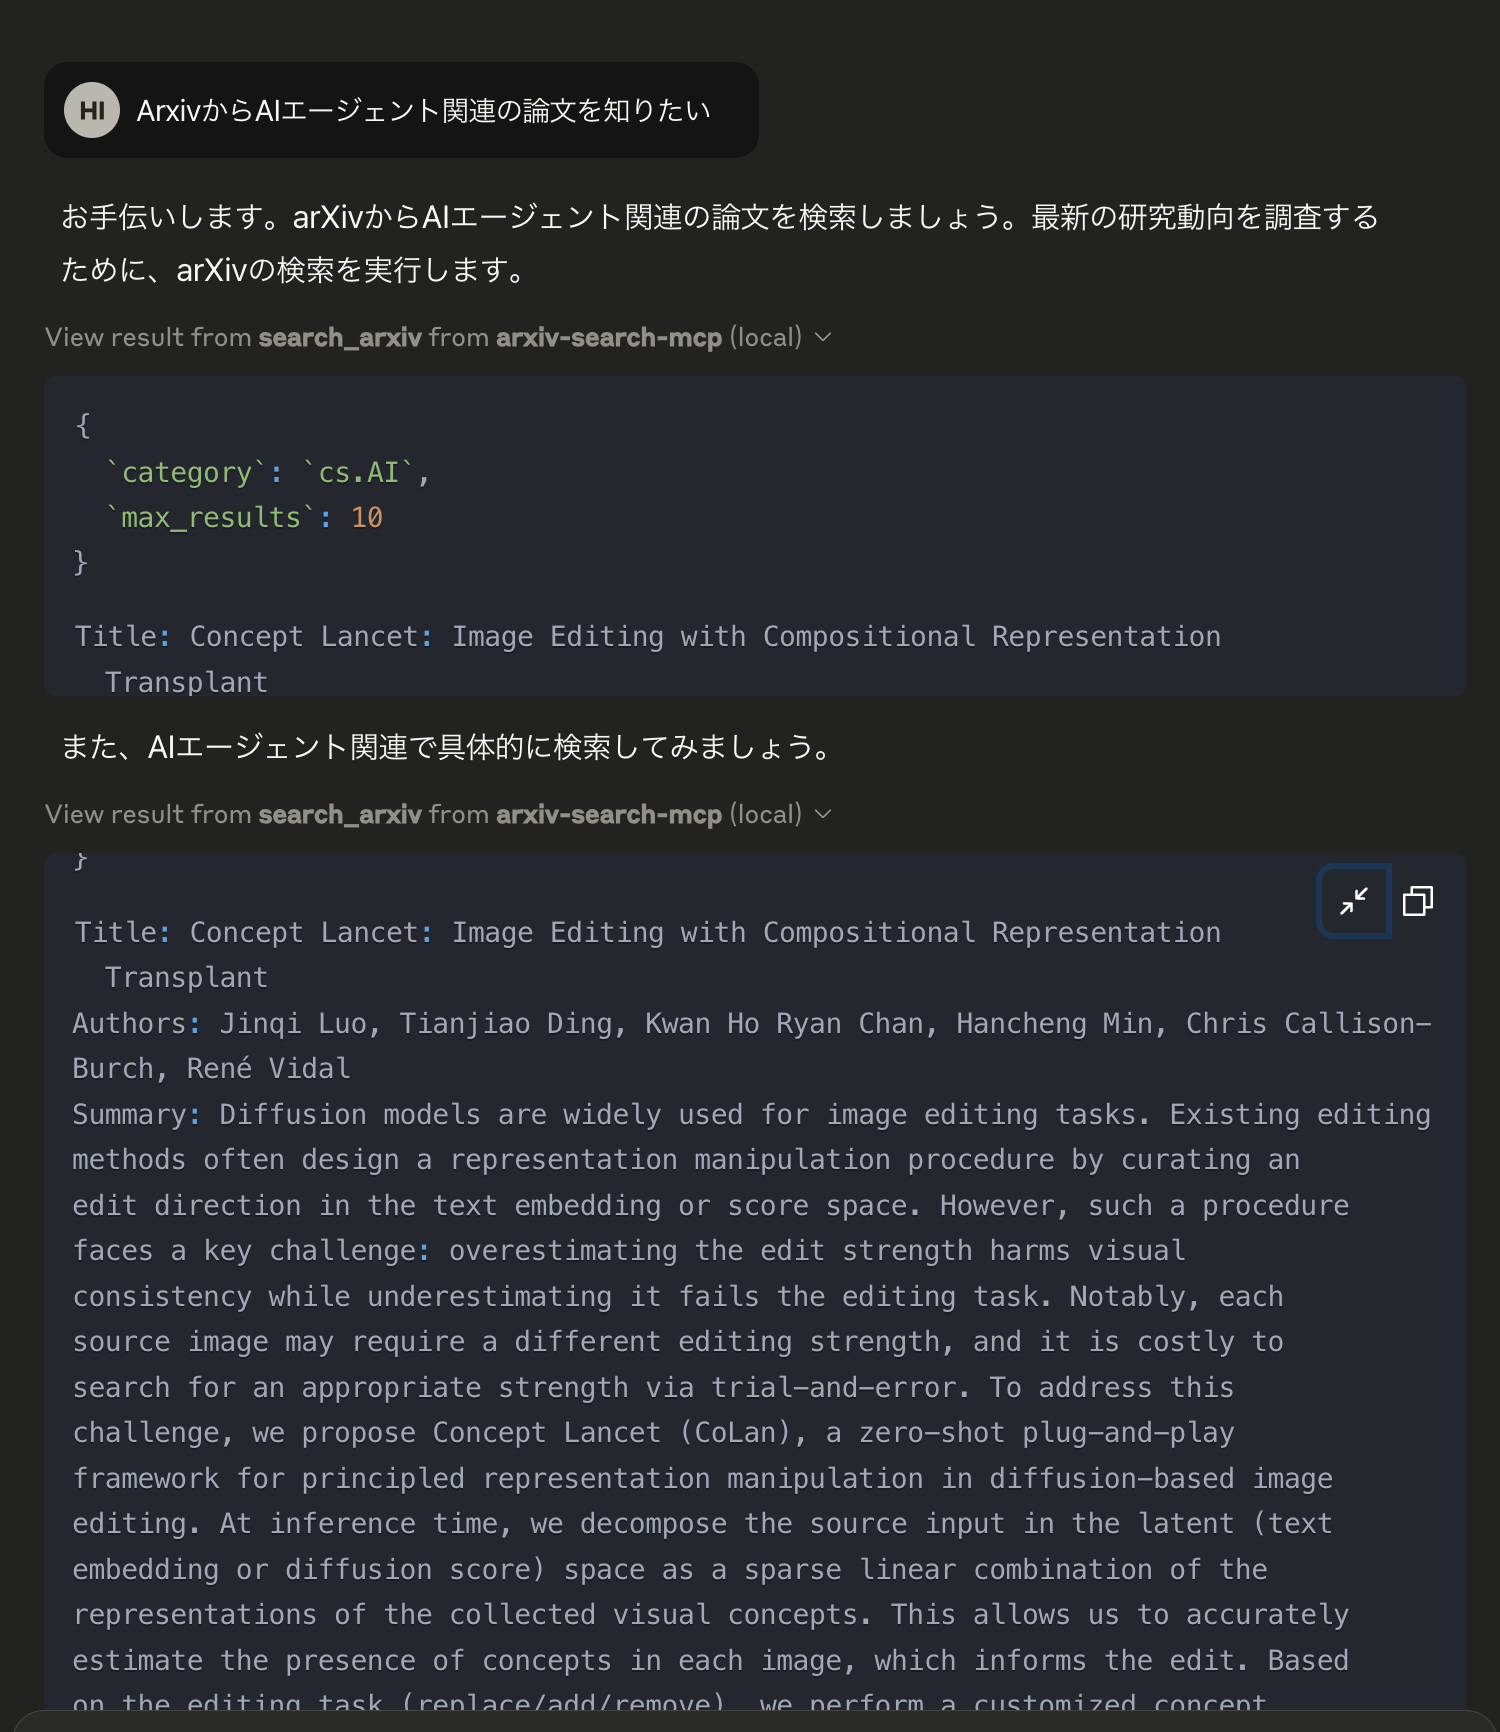 HI
ArxivからAIエージェント関連の論文を知りたい
お手伝いします。arXivからAIエージェント関連の論文を検索しましょう。最新の研究動向を調査する
ために、arXivの検索を実行します。
View result from search_arxiv from arxiv-search-mcp (local)
{
`category`: `cs.AI`,
`max_results`: 10
}
Title: Concept Lancet: Image Editing with Compositional Representation
Transplant
また、AIエージェント関連で具体的に検索してみましょう。
View result from search_arxiv from arxiv-search-mcp (local)
}
Title: Concept Lancet: Image Editing with Compositional Representation
Transplant
Authors: Jinqi Luo, Tianjiao Ding, Kwan Ho Ryan Chan, Hancheng Min, Chris Callison-
Burch, René Vidal
Summary: Diffusion models are widely used for image editing tasks. Existing editing
methods often design a representation manipulation procedure by curating an
edit direction in the text embedding or score space. However, such a procedure
faces a key challenge: overestimating the edit strength harms visual
consistency while underestimating it fails the editing task. Notably, each
source image may require a different editing strength, and it is costly to
search for an appropriate strength via trial-and-error. To address this
challenge, we propose Concept Lancet (CoLan), a zero-shot plug-and-play
framework for principled representation manipulation in diffusion-based image
editing. At inference time, we decompose the source input in the latent (text
embedding or diffusion score) space as a sparse linear combination of the
representations of the collected visual concepts. This allows us to accurately
estimate the presence of concepts in each image, which informs the edit. Based
on the editing task (replace/add/remove), we perform a customized concept